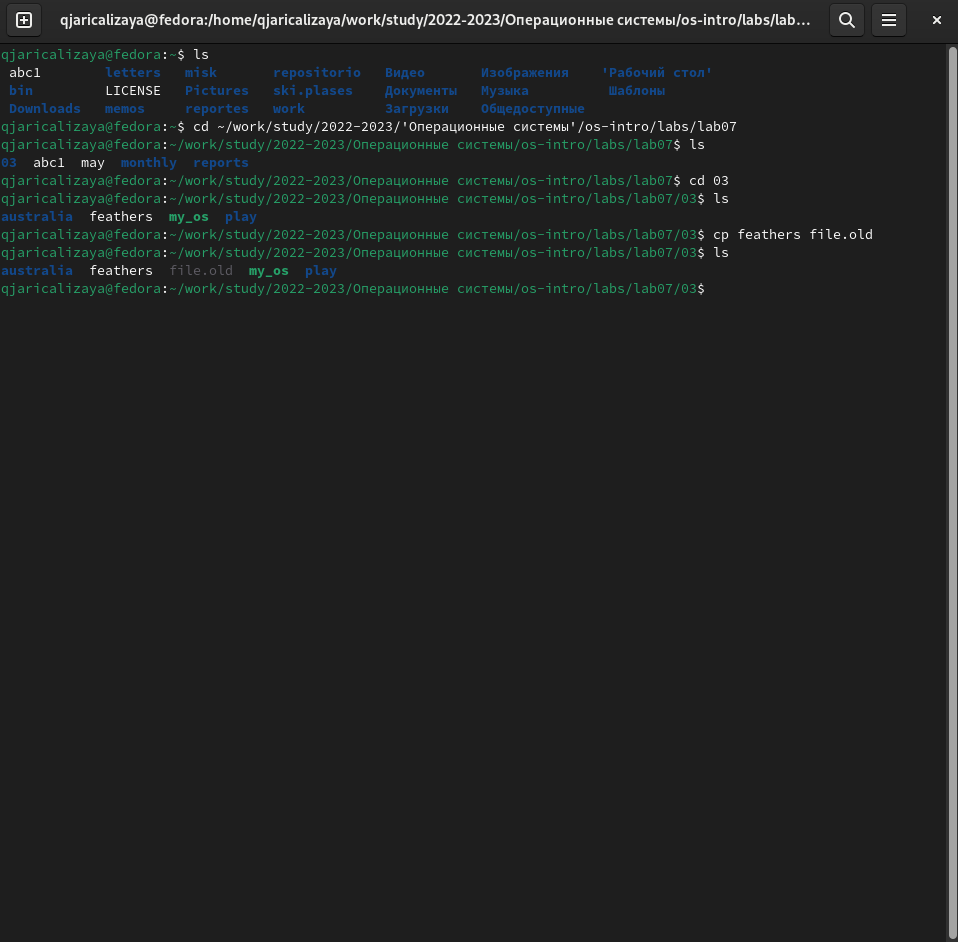 qjaricalizaya@fedora:/home/qjaricalizaya/work/study/2022-2023/Операционные системы/os-intro/labs/lab…
qjaricalizaya@fedora:~$ ls
abc1 letters misk repositorio Видео Изображения 'Рабочий стол'
bin LICENSE Pictures ski.plases Документы Музыка Шаблоны
Downloads memos reportes work Загрузки Общедоступные
qjaricalizaya@fedora:~$ cd ~/work/study/2022-2023/'Операционные системы'/os-intro/labs/lab07
qjaricalizaya@fedora:~/work/study/2022-2023/Операционные системы/os-intro/labs/lab07$ ls
03 abc1 may monthly reports
qjaricalizaya@fedora:~/work/study/2022-2023/Операционные системы/os-intro/labs/lab07$ cd 03
qjaricalizaya@fedora:~/work/study/2022-2023/Операционные системы/os-intro/labs/lab07/03$ ls
australia feathers my_os play
qjaricalizaya@fedora:~/work/study/2022-2023/Операционные системы/os-intro/labs/lab07/03$ cp feathers file.old
qjaricalizaya@fedora:~/work/study/2022-2023/Операционные системы/os-intro/labs/lab07/03$ ls
australia feathers file.old my_os play
qjaricalizaya@fedora:~/work/study/2022-2023/Операционные системы/os-intro/labs/lab07/03$